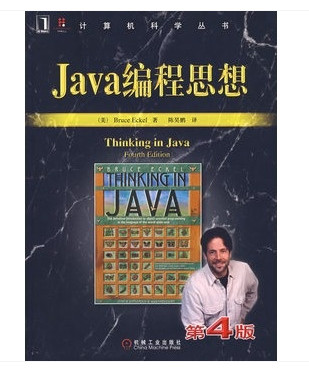 计算机科学丛书
Java编程思想
(美) Bruce Eckel 著 陈昊鹏 译
Thinking in Java
Fourth Edition
BRUCE ECKEL
THINKING IN
JAVA
第4版
机械工业出版社
China Machine Press